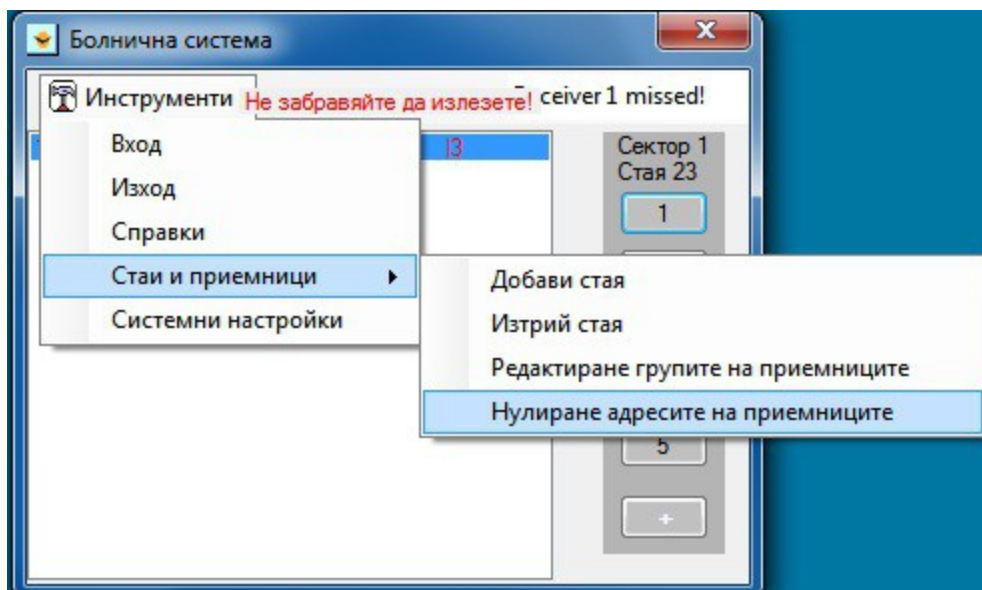 Болнична система
Инструменти
Не забравяйте да излезете!
ceiver 1 missed!
Вход
Изход
Справки
Стаи и приемници
Системни настройки
Сектор 1
Стая 23
1
Добави стая
Изтрий стая
Редактиране групите на приемниците
Нулиране адресите на приемниците
5
+